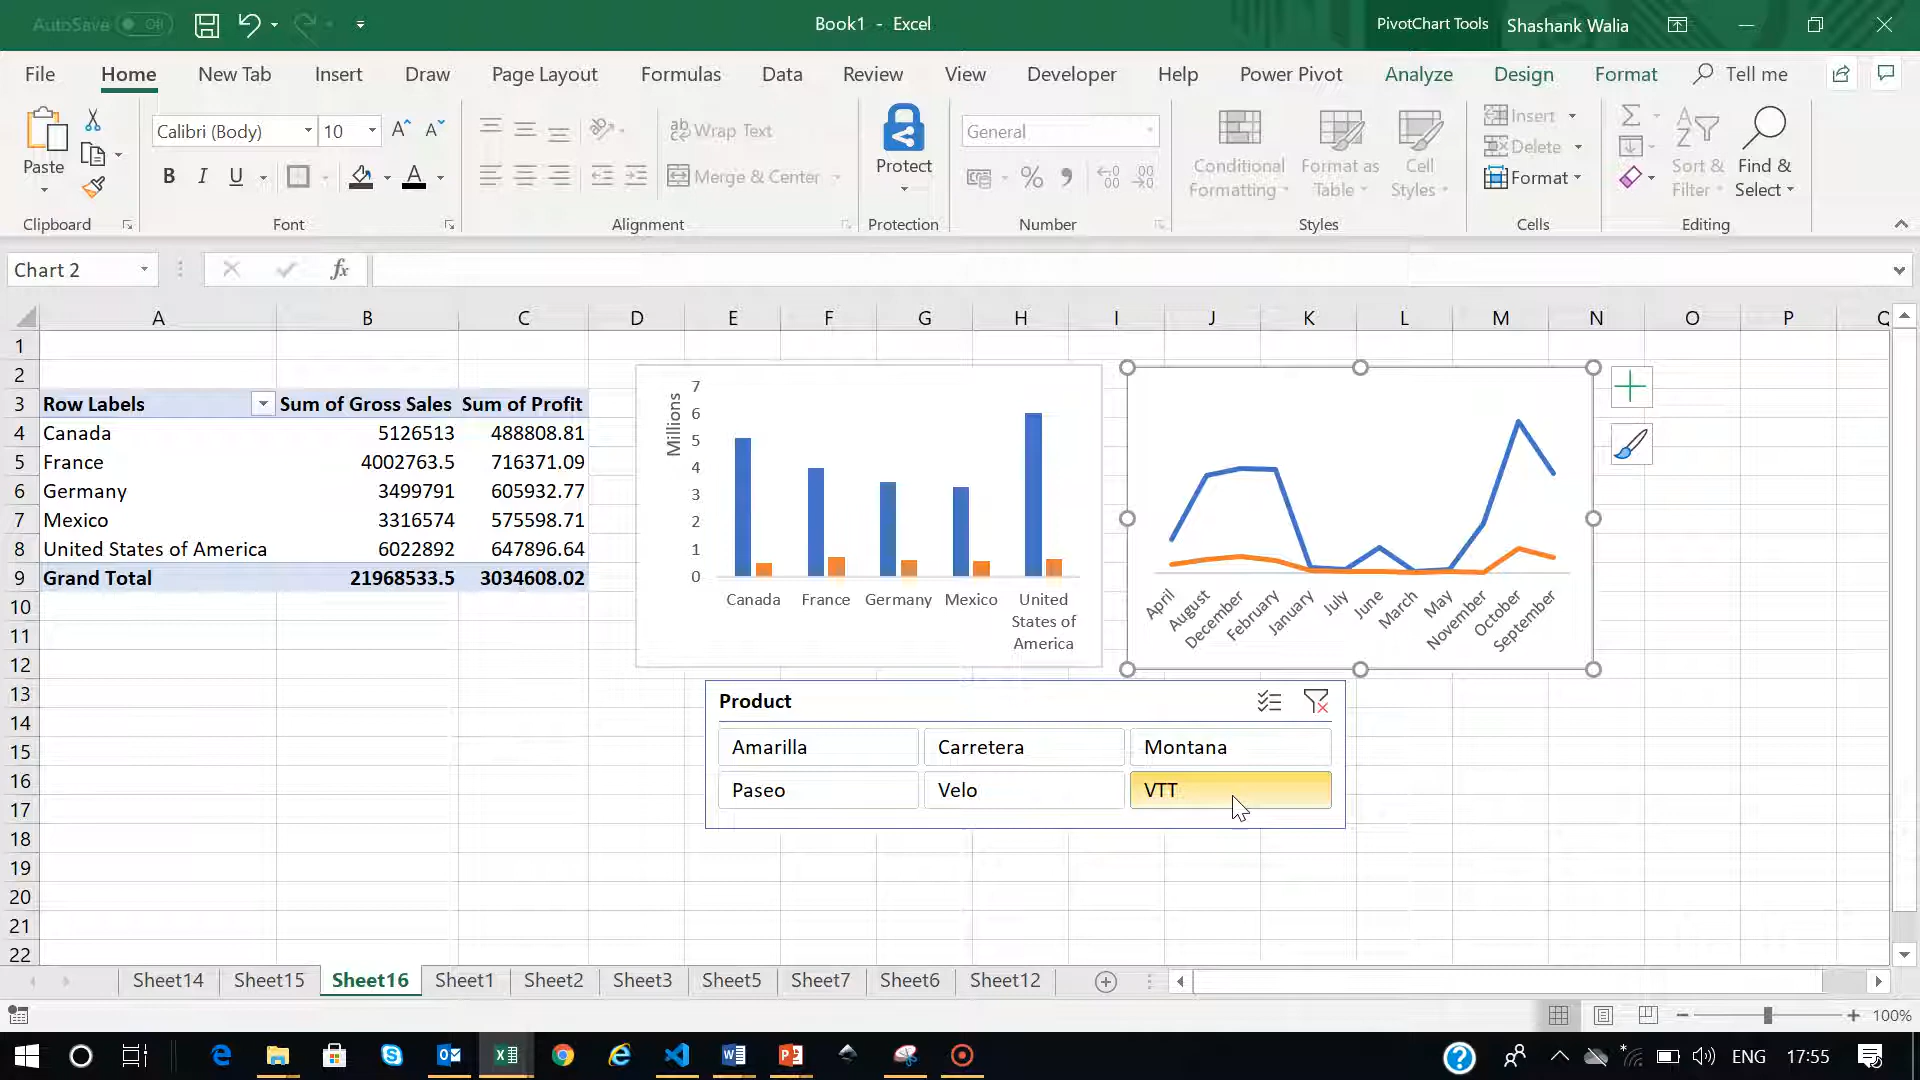 AutoSave Off
Book1 - Excel
PivotChart Tools
Shashank Walia
File Home New Tab Insert Draw Page Layout Formulas Data Review View Developer Help Power Pivot Analyze Design Format Tell me
Paste
Clipboard
Calibri (Body) 10
B I U
Font
Wrap Text
Merge & Center
Alignment
Protect
Protection
General
Number
Conditional Formatting
Format as Table
Cell Styles
Styles
Insert
Delete
Format
Cells
Sort & Filter
Find & Select
Editing
Chart 2
fx
A B C D E F G H I J K L M N O P Q
1
2
3 Row Labels Sum of Gross Sales Sum of Profit
4 Canada 5126513 488808.81
5 France 4002763.5 716371.09
6 Germany 3499791 605932.77
7 Mexico 3316574 575598.71
8 United States of America 6022892 647896.64
9 Grand Total 21968533.5 3034608.02
10
11
12
13
14
15
16
17
18
19
20
21
22
Millions
7
6
5
4
3
2
1
0
Canada France Germany Mexico United
States of
America
April August December February January July June March May November October September
Product
Amarilla Carretera Montana
Paseo Velo VTT
Sheet14 Sheet15 Sheet16 Sheet1 Sheet2 Sheet3 Sheet5 Sheet7 Sheet6 Sheet12
100%
ENG 17:55